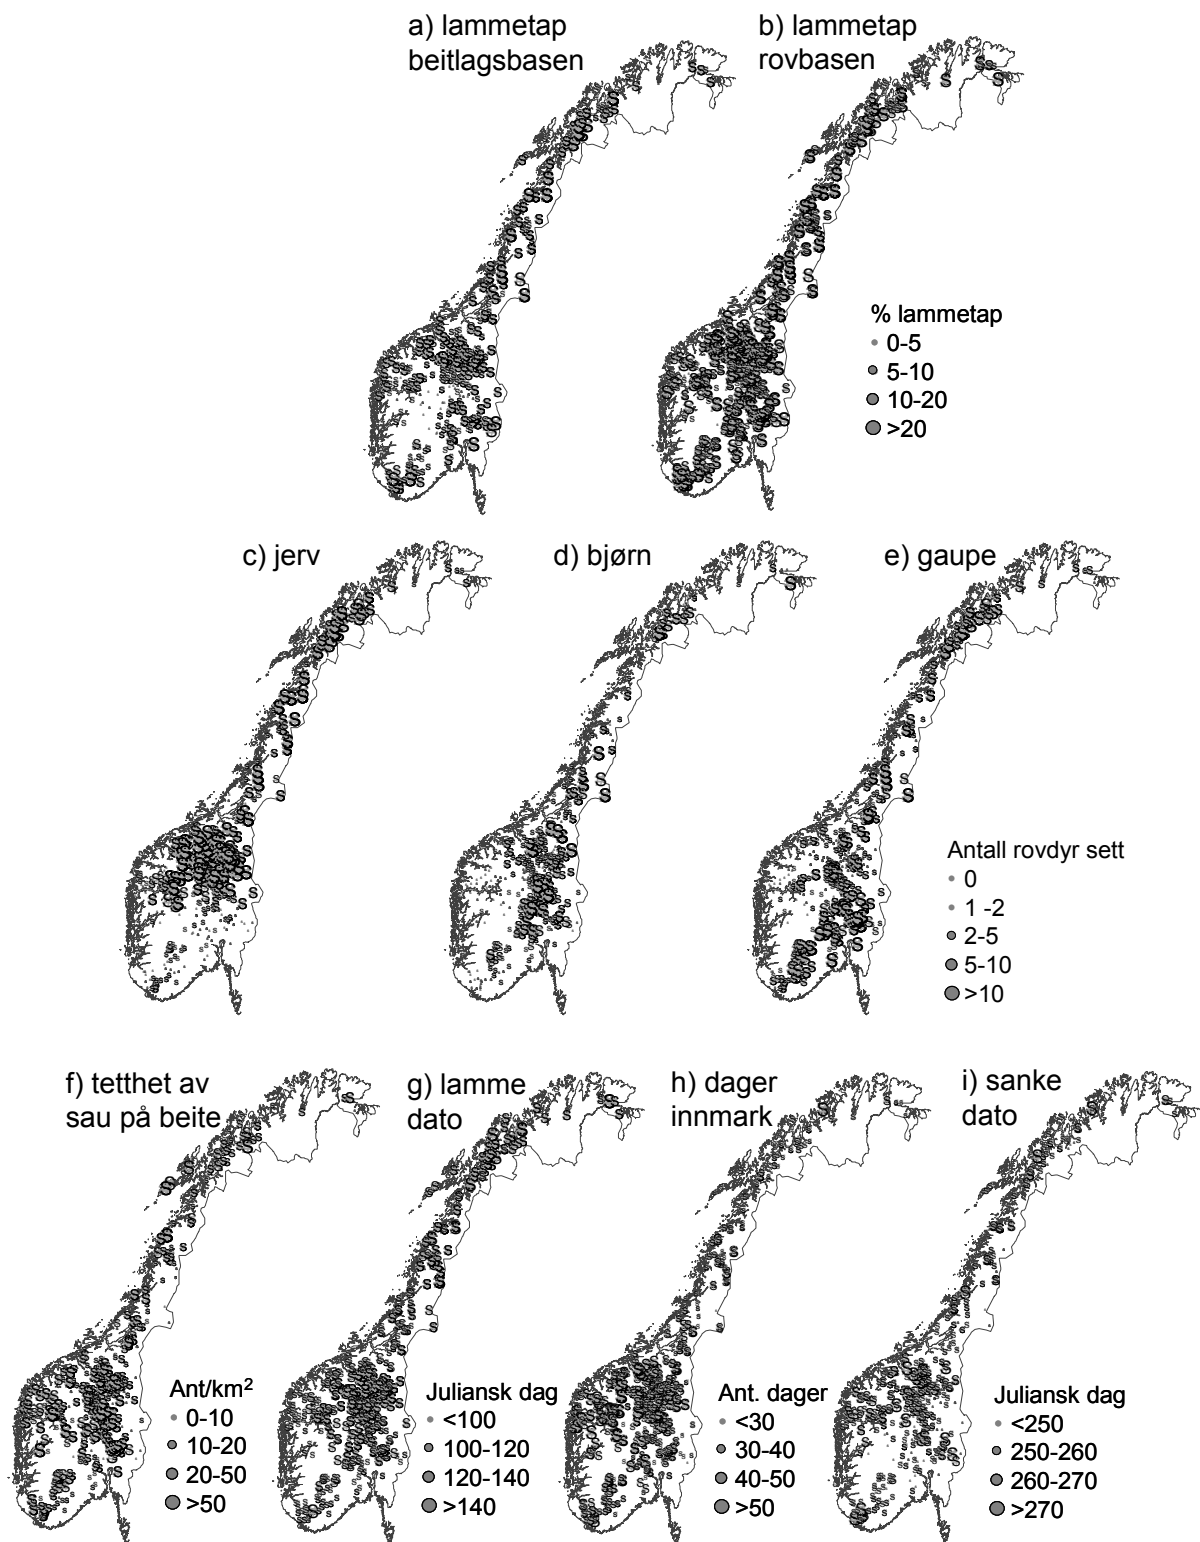 a) lammetap
beitlagsbasen
b) lammetap
rovbasen
% lammetap
0-5
5-10
10-20
>20
c) jerv
d) bjørn
e) gaupe
Antall rovdyr sett
0
1 -2
2-5
5-10
>10
f) tetthet av
sau på beite
g) lamme
dato
h) dager
innmark
i) sanke
dato
Ant/km²
0-10
10-20
20-50
>50
Juliansk dag
<100
100-120
120-140
>140
Ant. dager
<30
30-40
40-50
>50
Juliansk dag
<250
250-260
260-270
>270